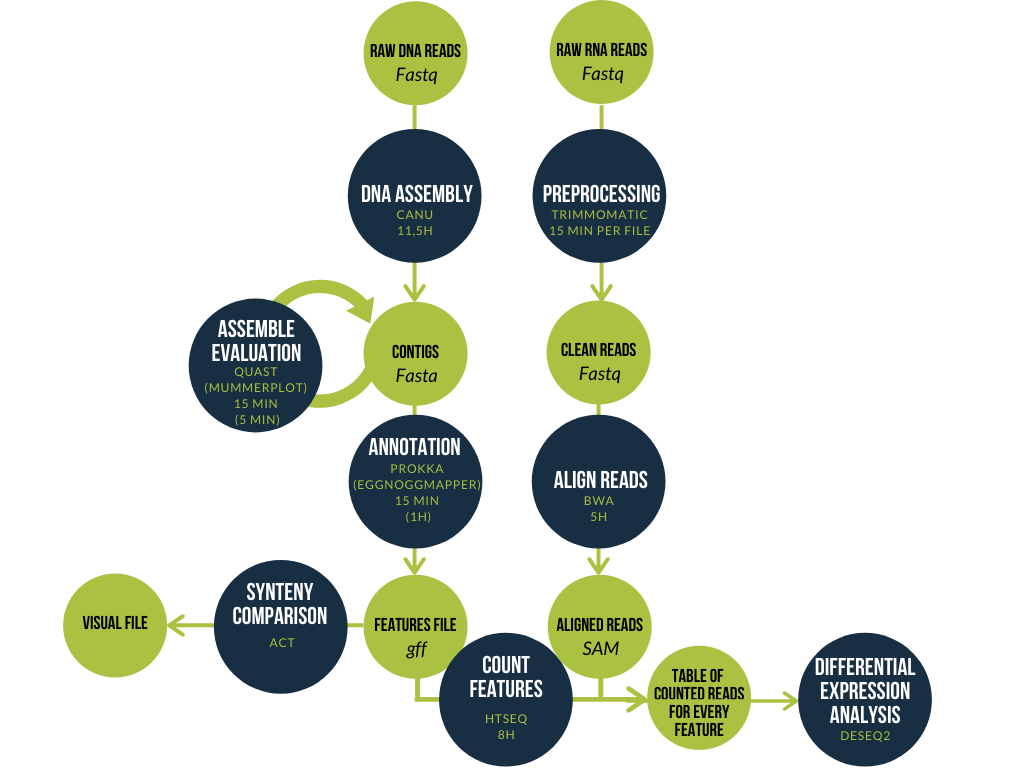 RAW DNA READS
Fastq
RAW RNA READS
Fastq
DNA ASSEMBLY
CANU
11,5H
PREPROCESSING
TRIMMOMATIC
15 MIN PER FILE
ASSEMBLE
EVALUATION
QUAST
(MUMMERPLOT)
15 MIN
(5 MIN)
CONTIGS
Fasta
CLEAN READS
Fastq
ANNOTATION
PROKKA
(EGGNOGGMAPPER)
15 MIN
(1H)
ALIGN READS
BWA
5H
VISUAL FILE
SYNTENY
COMPARISON
ACT
FEATURES FILE
gff
ALIGNED READS
SAM
COUNT
FEATURES
HTSEQ
8H
TABLE OF
COUNTED READS
FOR EVERY
FEATURE
DIFFERENTIAL
EXPRESSION
ANALYSIS
DESEQ2